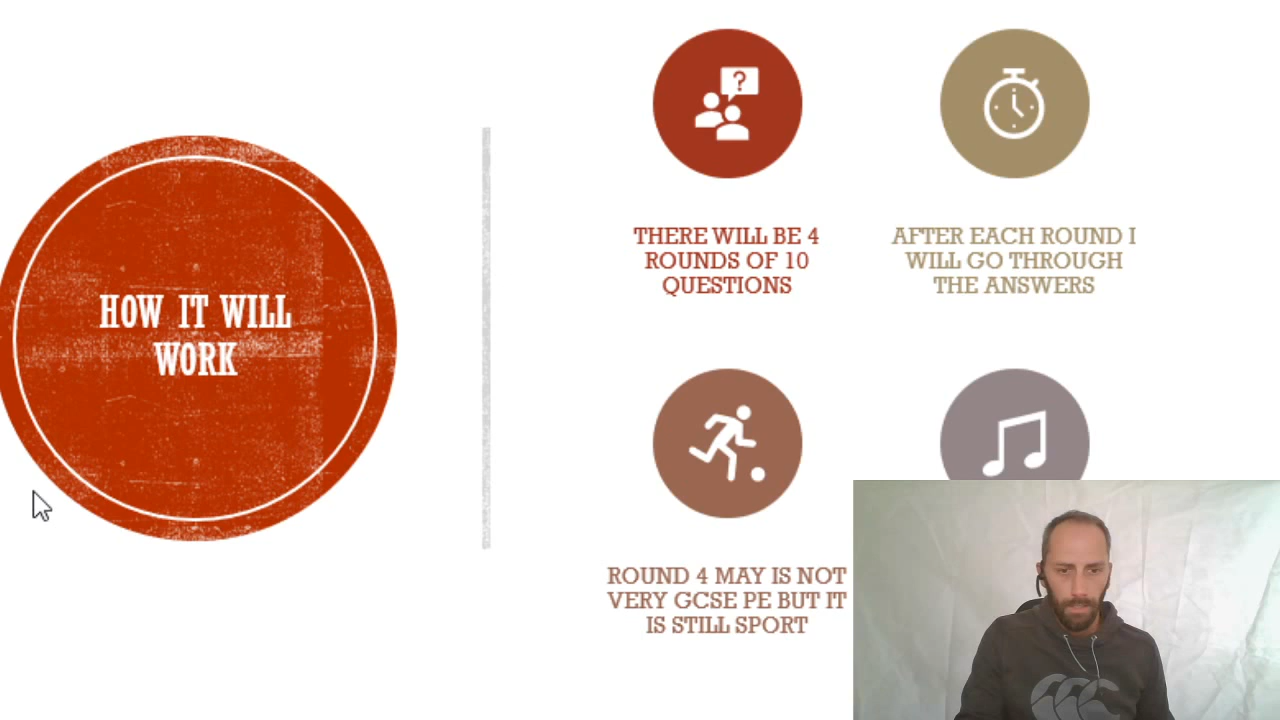 HOW IT WILL
WORK
?
THERE WILL BE 4
ROUNDS OF 10
QUESTIONS
AFTER EACH ROUND I
WILL GO THROUGH
THE ANSWERS
ROUND 4 MAY IS NOT
VERY GCSE PE BUT IT
IS STILL SPORT